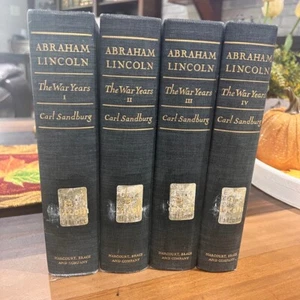 ABRAHAM
LINCOLN
The War Years
I
Carl Sandburg
HARCOURT, BRACE
AND COMPANY
ABRAHAM
LINCOLN
The War Years
II
Carl Sandburg
HARCOURT, BRACE
AND COMPANY
ABRAHAM
LINCOLN
The War Years
III
Carl Sandburg
HARCOURT, BRACE
AND COMPANY
ABRAHAM
LINCOLN
The War Years
IV
Carl Sandburg
HARCOURT, BRACE
AND COMPANY